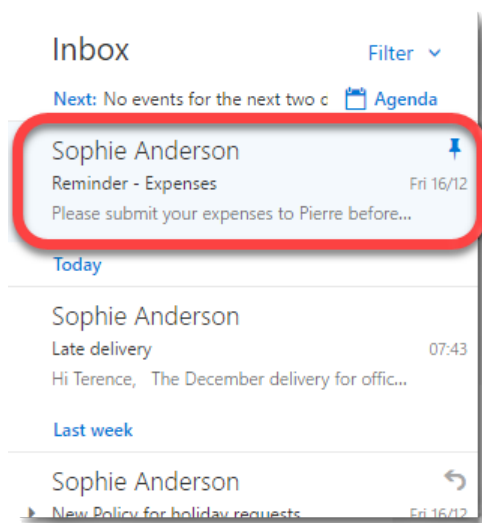 Inbox
Filter
Next: No events for the next two c Agenda
Sophie Anderson
Reminder - Expenses Fri 16/12
Please submit your expenses to Pierre before...
Today
Sophie Anderson
Late delivery 07:43
Hi Terence, The December delivery for offic...
Last week
Sophie Anderson
New Policy for holiday requests Fri 16/12